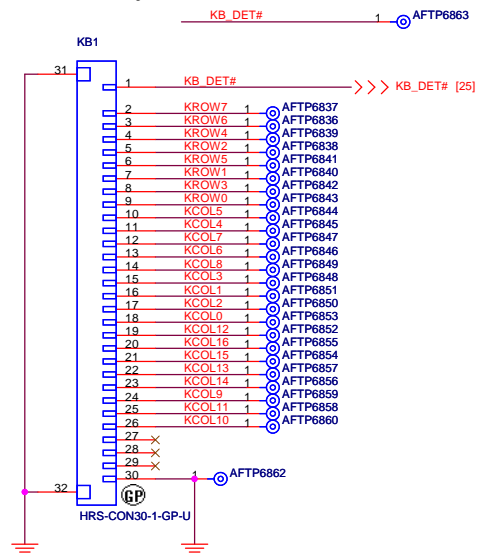 KB_DET# 1 AFTP6863
KB1
31
1 KB_DET# KB_DET# [25]
2 KROW7 1 AFTP6837
3 KROW6 1 AFTP6836
4 KROW4 1 AFTP6839
5 KROW2 1 AFTP6838
6 KROW5 1 AFTP6841
7 KROW1 1 AFTP6840
8 KROW3 1 AFTP6842
9 KROW0 1 AFTP6843
10 KCOL5 1 AFTP6844
11 KCOL4 1 AFTP6845
12 KCOL7 1 AFTP6847
13 KCOL6 1 AFTP6846
14 KCOL8 1 AFTP6849
15 KCOL3 1 AFTP6848
16 KCOL1 1 AFTP6851
17 KCOL2 1 AFTP6850
18 KCOL0 1 AFTP6853
19 KCOL12 1 AFTP6852
20 KCOL16 1 AFTP6855
21 KCOL15 1 AFTP6854
22 KCOL13 1 AFTP6857
23 KCOL14 1 AFTP6856
24 KCOL9 1 AFTP6859
25 KCOL11 1 AFTP6858
26 KCOL10 1 AFTP6860
27
28
29
30 1 AFTP6862
32
GP
HRS-CON30-1-GP-U